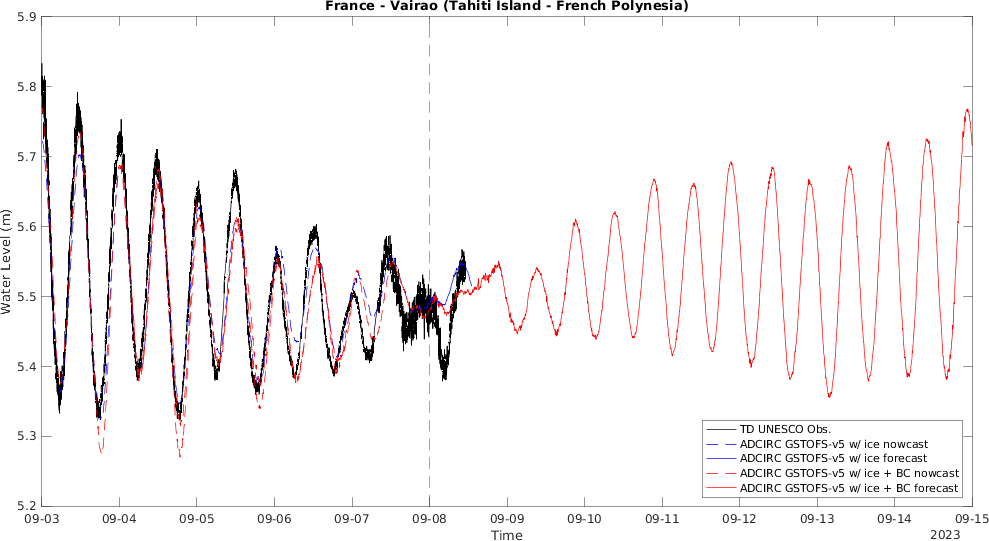 France - Vairao (Tahiti Island - French Polynesia)
5.9
5.8
5.7
5.6
5.5
5.4
5.3
5.2
Water Level (m)
09-03 09-04 09-05 09-06 09-07 09-08 09-09 09-10 09-11 09-12 09-13 09-14 09-15
Time
2023
TD UNESCO Obs.
ADCIRC GSTOFS-v5 w/ ice nowcast
ADCIRC GSTOFS-v5 w/ ice forecast
ADCIRC GSTOFS-v5 w/ ice + BC nowcast
ADCIRC GSTOFS-v5 w/ ice + BC forecast